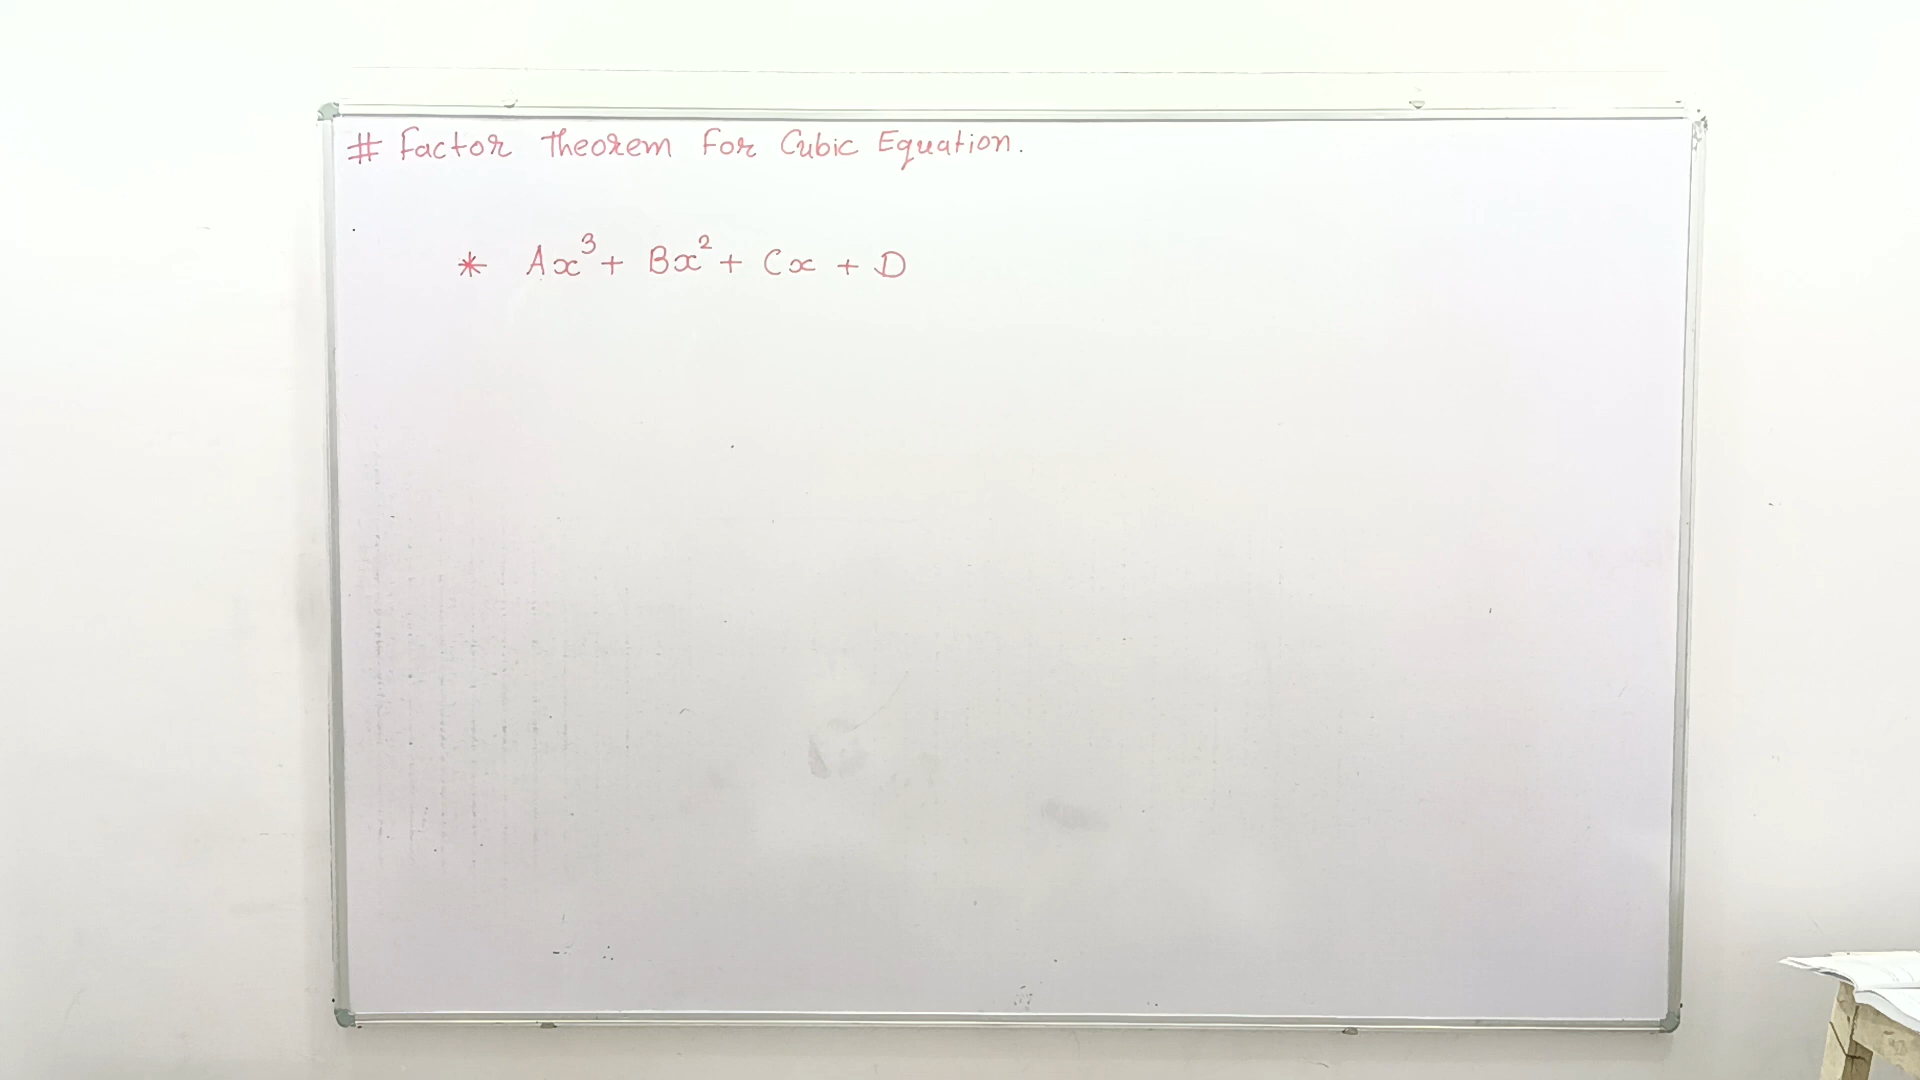 # Factor Theorem For Cubic Equation.
* Ax³ + Bx² + Cx + D